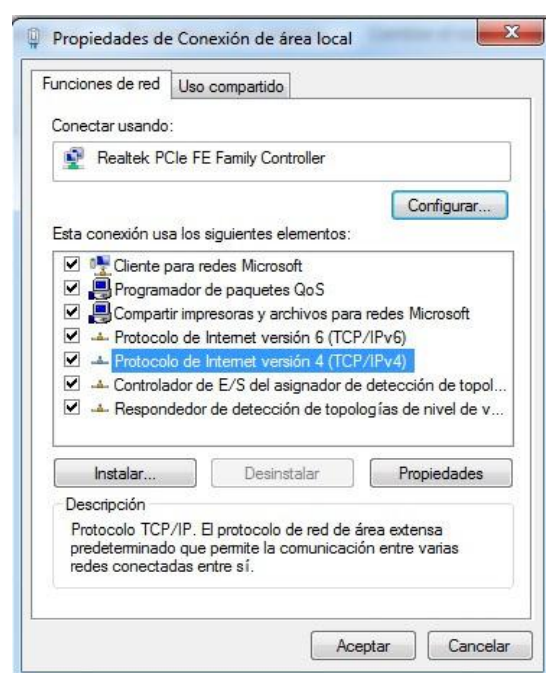 Propiedades de Conexión de área local
Funciones de red
Uso compartido
Conectar usando:
Realtek PCIe FE Family Controller
Configurar...
Esta conexión usa los siguientes elementos:
Cliente para redes Microsoft
Programador de paquetes QoS
Compartir impresoras y archivos para redes Microsoft
Protocolo de Internet versión 6 (TCP/IPv6)
Protocolo de Internet versión 4 (TCP/IPv4)
Controlador de E/S del asignador de detección de topol...
Respondedor de detección de topologías de nivel de v...
Instalar...
Desinstalar
Propiedades
Descripción
Protocolo TCP/IP. El protocolo de red de área extensa
predeterminado que permite la comunicación entre varias
redes conectadas entre sí.
Aceptar
Cancelar